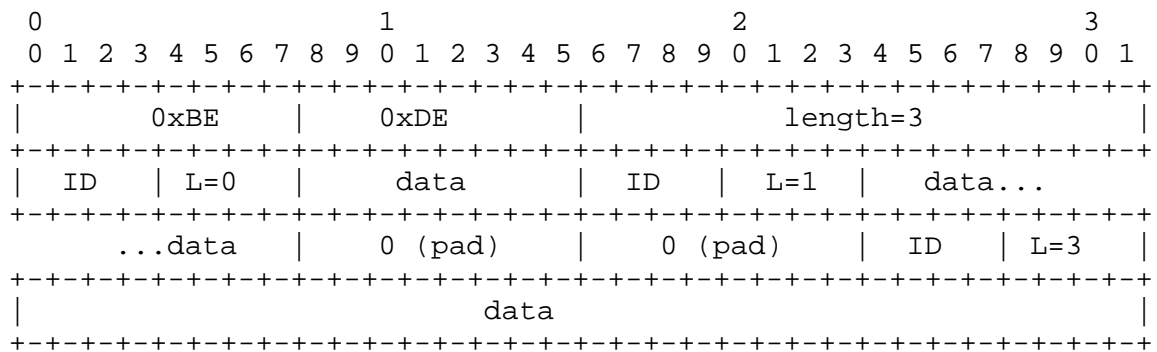 0                   1                   2                   3
 0 1 2 3 4 5 6 7 8 9 0 1 2 3 4 5 6 7 8 9 0 1 2 3 4 5 6 7 8 9 0 1
+-+-+-+-+-+-+-+-+-+-+-+-+-+-+-+-+-+-+-+-+-+-+-+-+-+-+-+-+-+-+-+-+
|       0xBE    |    0xDE       |           length=3            |
+-+-+-+-+-+-+-+-+-+-+-+-+-+-+-+-+-+-+-+-+-+-+-+-+-+-+-+-+-+-+-+-+
|  ID   | L=0   |     data      |  ID   |  L=1  |   data...
+-+-+-+-+-+-+-+-+-+-+-+-+-+-+-+-+-+-+-+-+-+-+-+-+-+-+-+-+-+-+-+-+
      ...data   |    0 (pad)    |    0 (pad)    |  ID   | L=3   |
+-+-+-+-+-+-+-+-+-+-+-+-+-+-+-+-+-+-+-+-+-+-+-+-+-+-+-+-+-+-+-+-+
|                          data                                 |
+-+-+-+-+-+-+-+-+-+-+-+-+-+-+-+-+-+-+-+-+-+-+-+-+-+-+-+-+-+-+-+-+